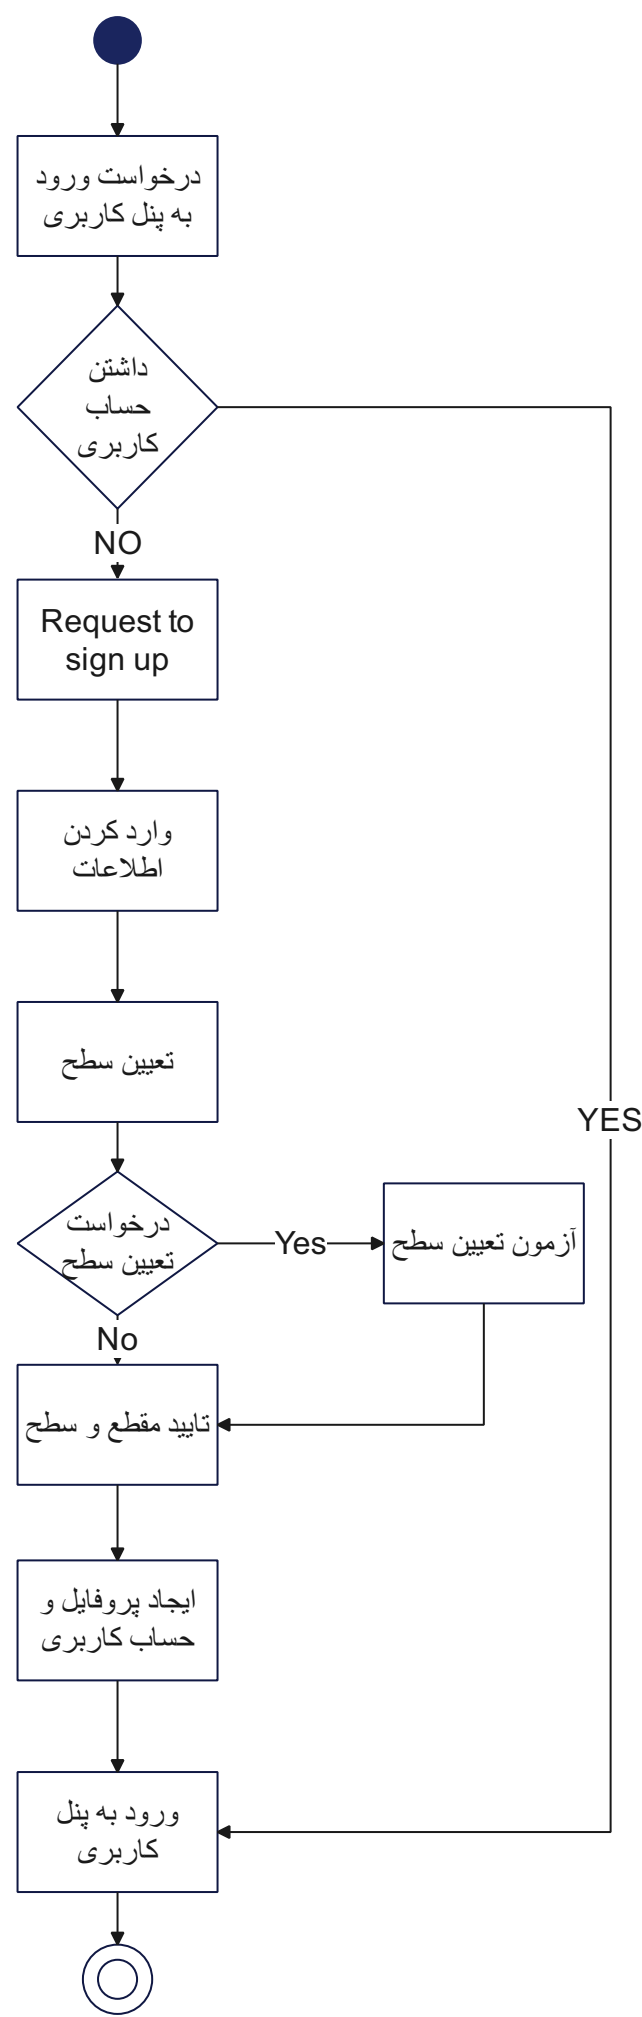 درخواست ورود
به پنل کاربری
داشتن
حساب
کاربری
NO
Request to
sign up
وارد کردن
اطلاعات
تعیین سطح
YES
درخواست
تعیین سطح
Yes
آزمون تعیین سطح
No
تایید مقطع و سطح
ایجاد پروفایل و
حساب کاربری
ورود به پنل
کاربری